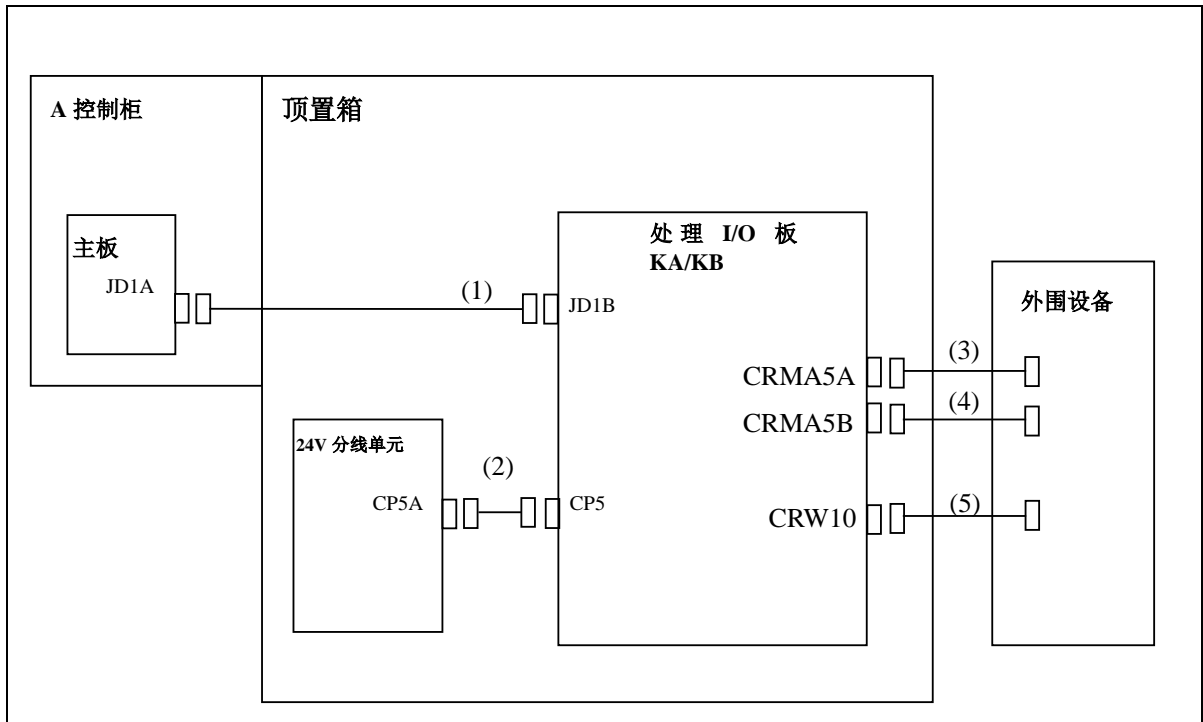 A 控制柜
顶置箱
主板
JD1A
(1)
处 理 I/O 板
KA/KB
JD1B
外围设备
CRMA5A
(3)
CRMA5B
(4)
24V 分线单元
(2)
CP5A
CP5
CRW10
(5)